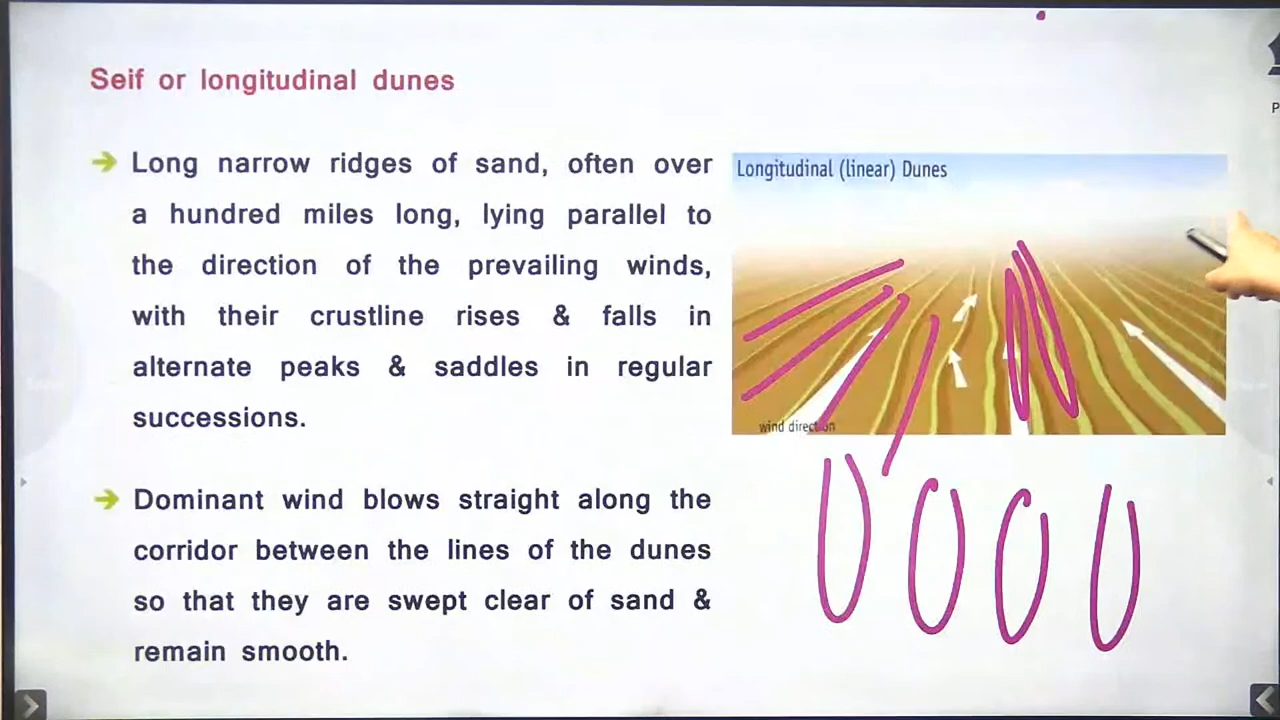 Seif or longitudinal dunes
Long narrow ridges of sand, often over
a hundred miles long, lying parallel to
the direction of the prevailing winds,
with their crustline rises & falls in
alternate peaks & saddles in regular
successions.
Dominant wind blows straight along the
corridor between the lines of the dunes
so that they are swept clear of sand &
remain smooth.
Longitudinal (linear) Dunes
wind direction
P